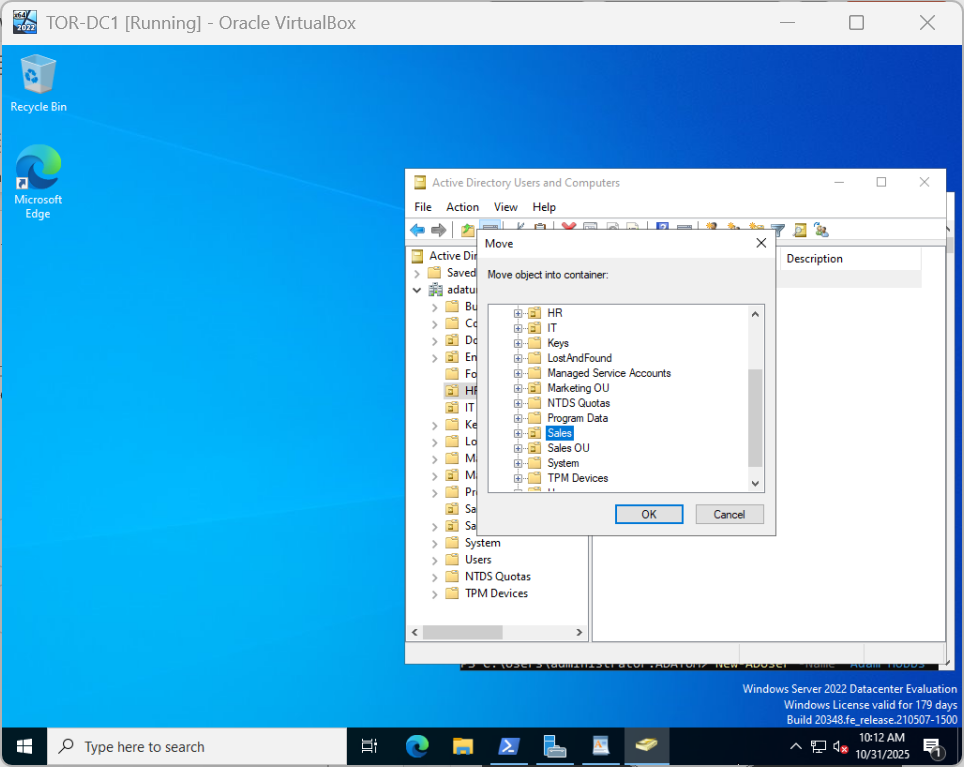 TOR-DC1 [Running] - Oracle VirtualBox
Recycle Bin
Microsoft
Edge
Active Directory Users and Computers
File Action View Help
Active Dir
Saved
adatu
Bu
Co
Do
En
Fo
HR
IT
Ke
Lo
Ma
Ma
Pr
Sa
Sa
System
Users
NTDS Quotas
TPM Devices
Description
Move
Move object into container:
HR
IT
Keys
LostAndFound
Managed Service Accounts
Marketing OU
NTDS Quotas
Program Data
Sales
Sales OU
System
TPM Devices
OK
Cancel
PS C:\Users\administrator.ADATUM> New-ADUser -Name "Adam Hobbs"
Windows Server 2022 Datacenter Evaluation
Windows License valid for 179 days
Build 20348.fe_release.210507-1500
Type here to search
10:12 AM
10/31/2025
1